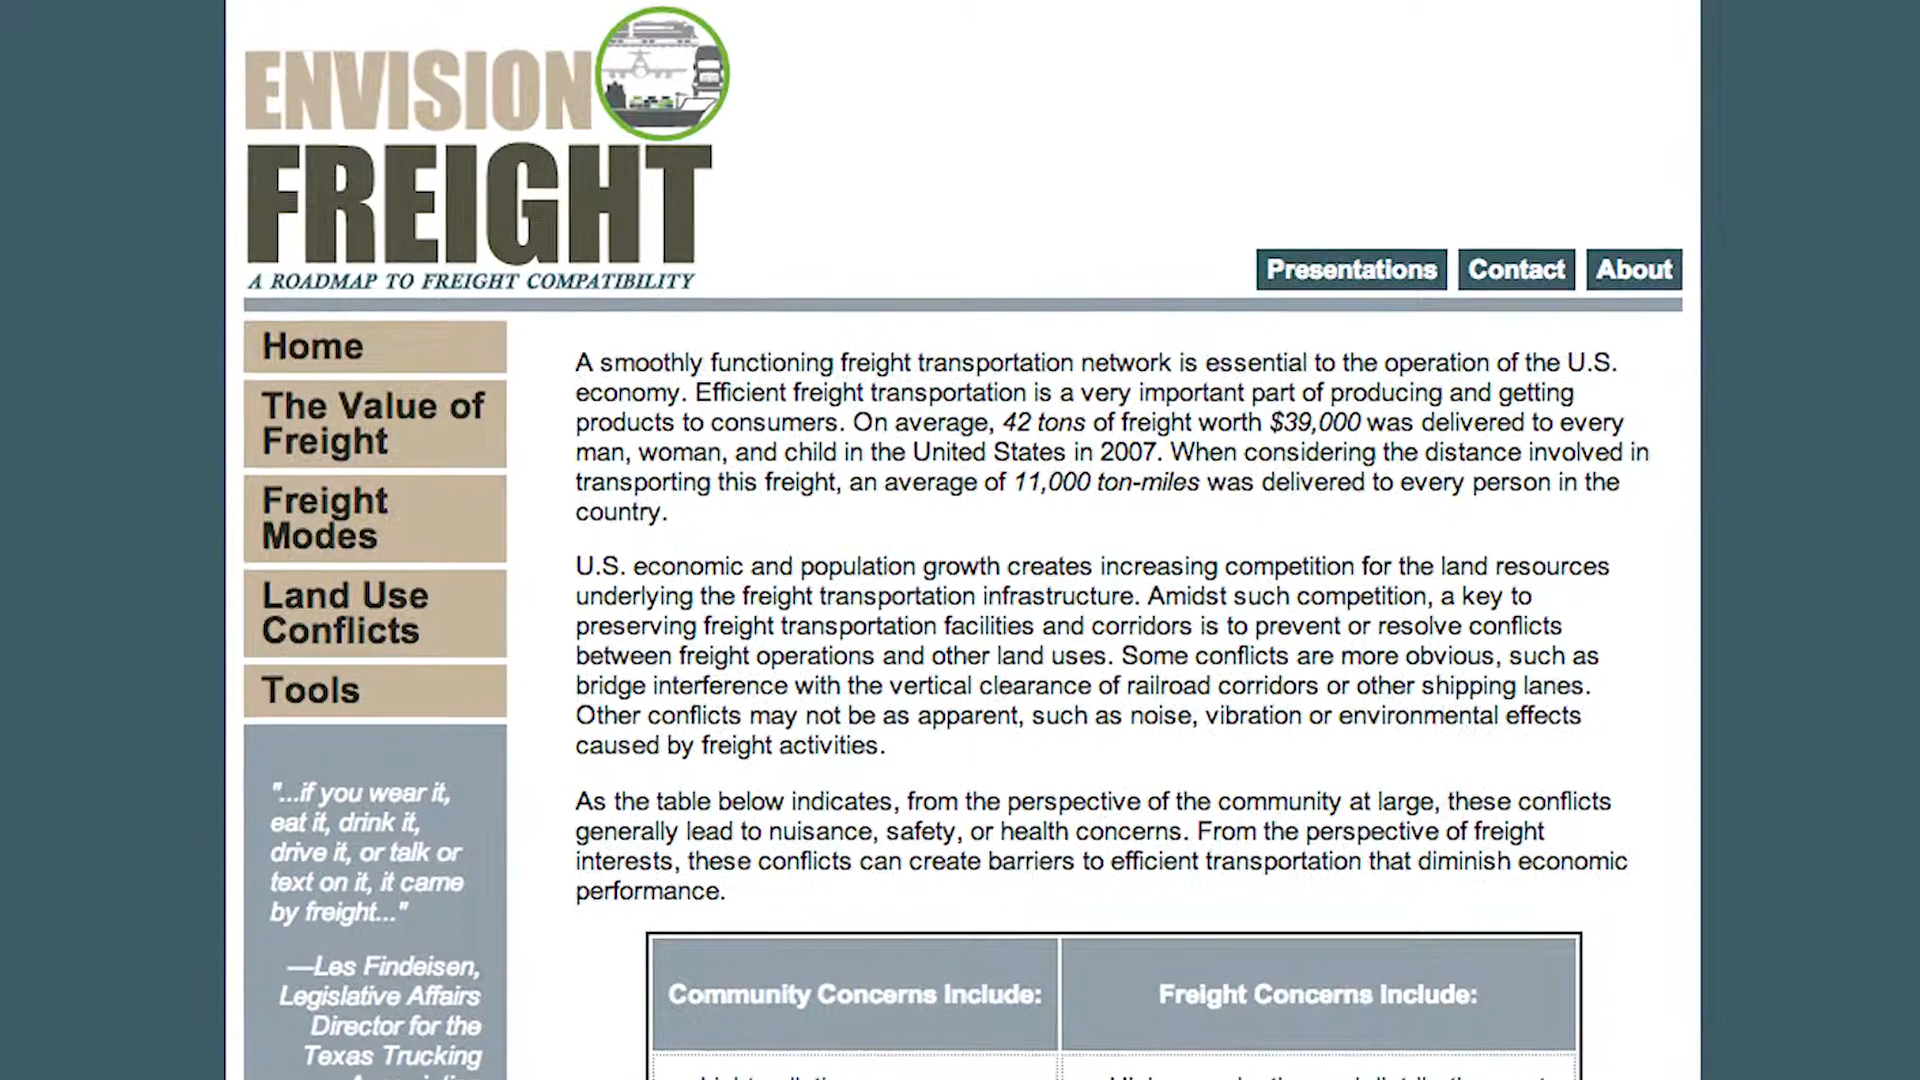 ENVISION
FREIGHT
A ROADMAP TO FREIGHT COMPATIBILITY
Presentations
Contact
About
Home
The Value of
Freight
Freight
Modes
Land Use
Conflicts
Tools
"...if you wear it,
eat it, drink it,
drive it, or talk or
text on it, it came
by freight..."
—Les Findeisen,
Legislative Affairs
Director for the
Texas Trucking
A smoothly functioning freight transportation network is essential to the operation of the U.S.
economy. Efficient freight transportation is a very important part of producing and getting
products to consumers. On average, 42 tons of freight worth $39,000 was delivered to every
man, woman, and child in the United States in 2007. When considering the distance involved in
transporting this freight, an average of 11,000 ton-miles was delivered to every person in the
country.
U.S. economic and population growth creates increasing competition for the land resources
underlying the freight transportation infrastructure. Amidst such competition, a key to
preserving freight transportation facilities and corridors is to prevent or resolve conflicts
between freight operations and other land uses. Some conflicts are more obvious, such as
bridge interference with the vertical clearance of railroad corridors or other shipping lanes.
Other conflicts may not be as apparent, such as noise, vibration or environmental effects
caused by freight activities.
As the table below indicates, from the perspective of the community at large, these conflicts
generally lead to nuisance, safety, or health concerns. From the perspective of freight
interests, these conflicts can create barriers to efficient transportation that diminish economic
performance.
Community Concerns Include:
Freight Concerns Include: